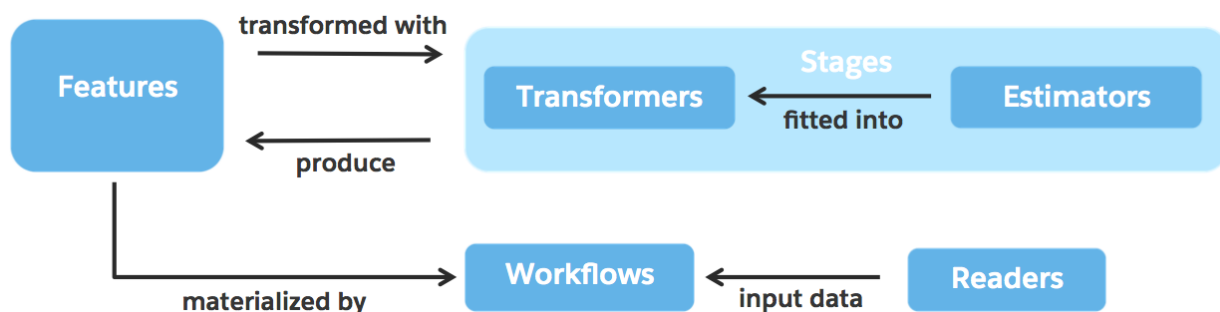 transformed with
Features
Stages
Transformers
fitted into
Estimators
produce
Workflows
Readers
materialized by
input data